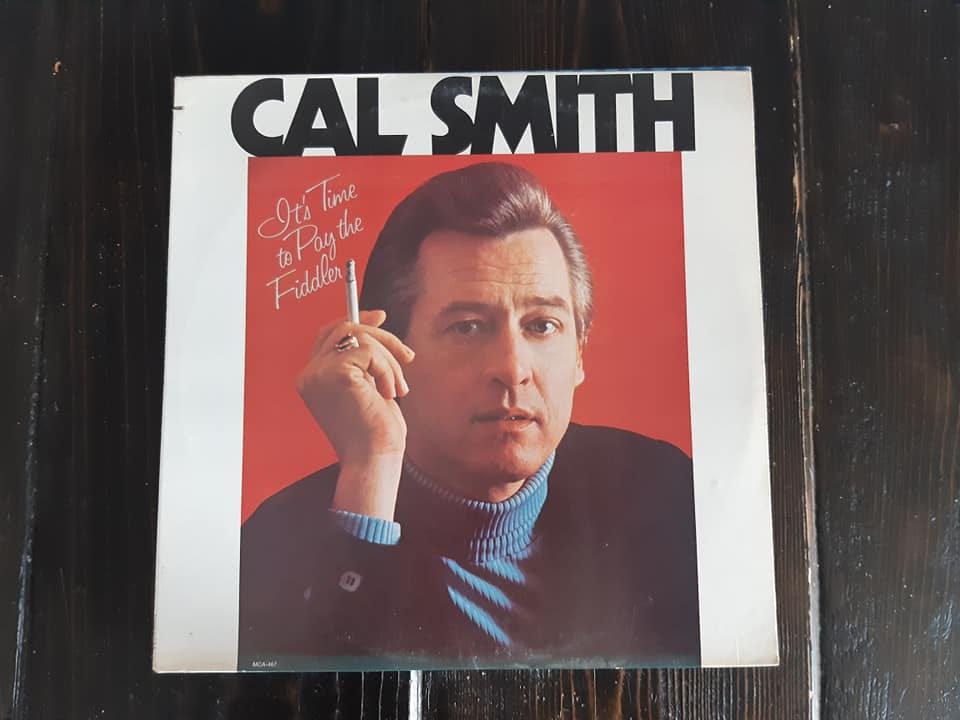 CAL SMITH
It's Time
to Pay the
Fiddler
MCA-467